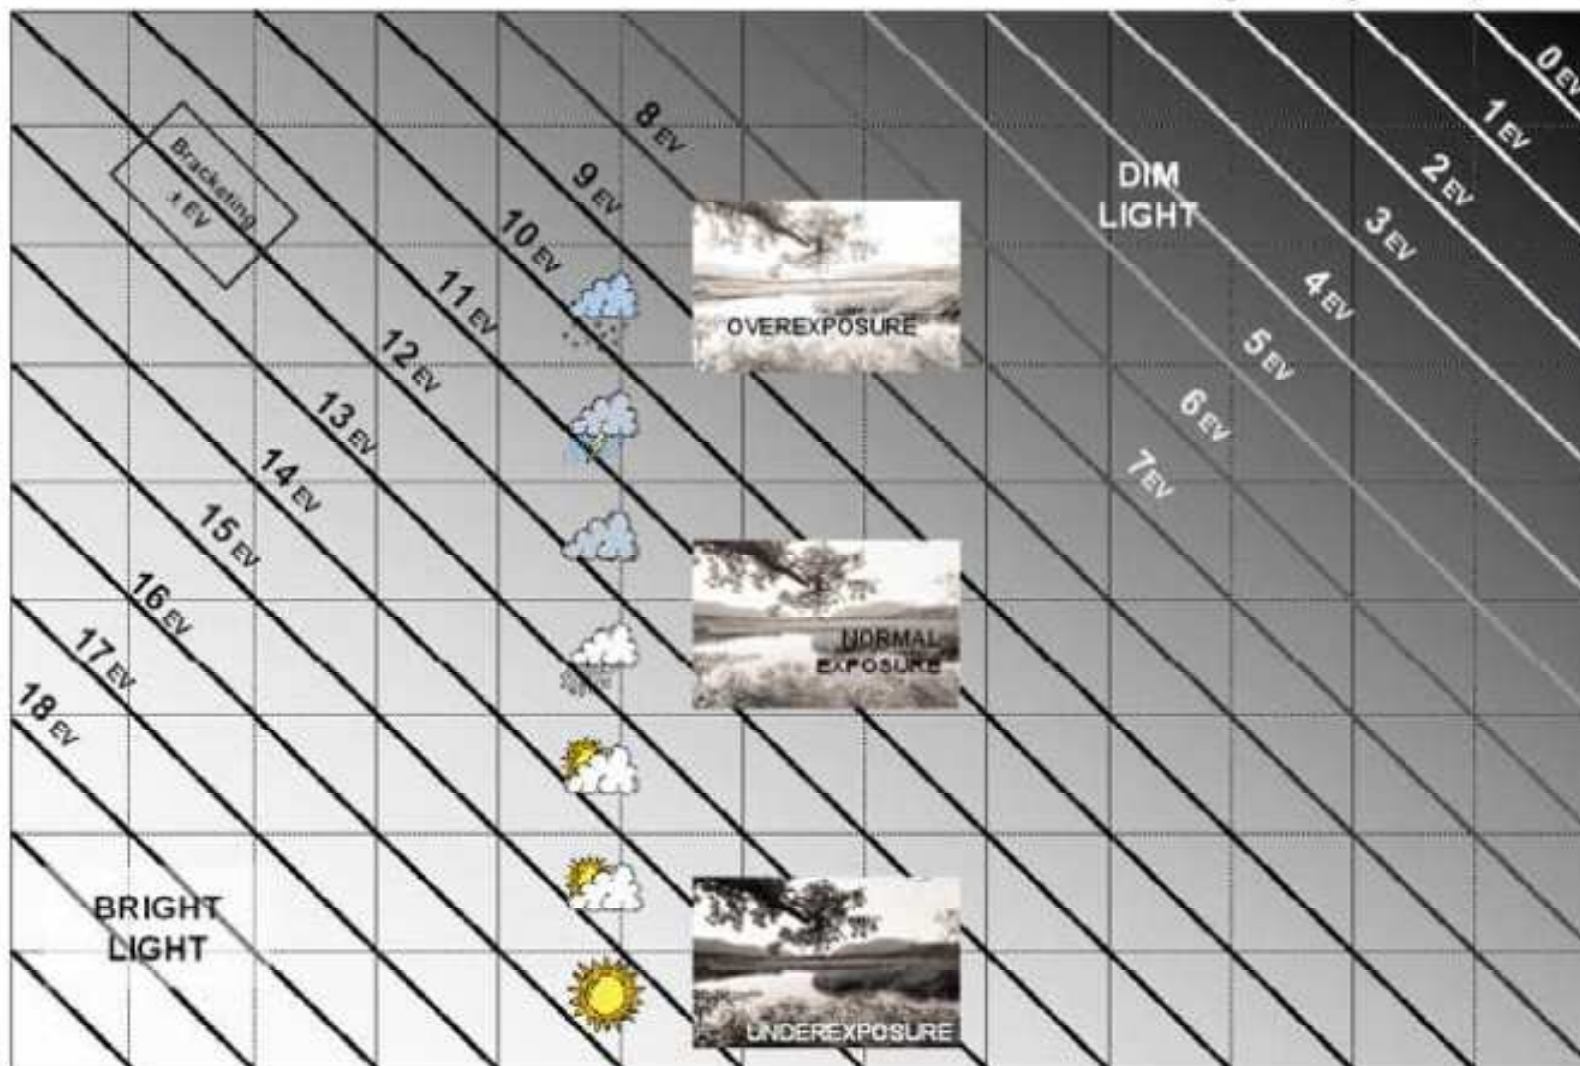 0 EV
1 EV
2 EV
3 EV
4 EV
5 EV
6 EV
7 EV
8 EV
9 EV
10 EV
11 EV
12 EV
13 EV
14 EV
15 EV
16 EV
17 EV
18 EV
Bracketing
± EV
DIM
LIGHT
OVEREXPOSURE
NORMAL
EXPOSURE
BRIGHT
LIGHT
UNDEREXPOSURE